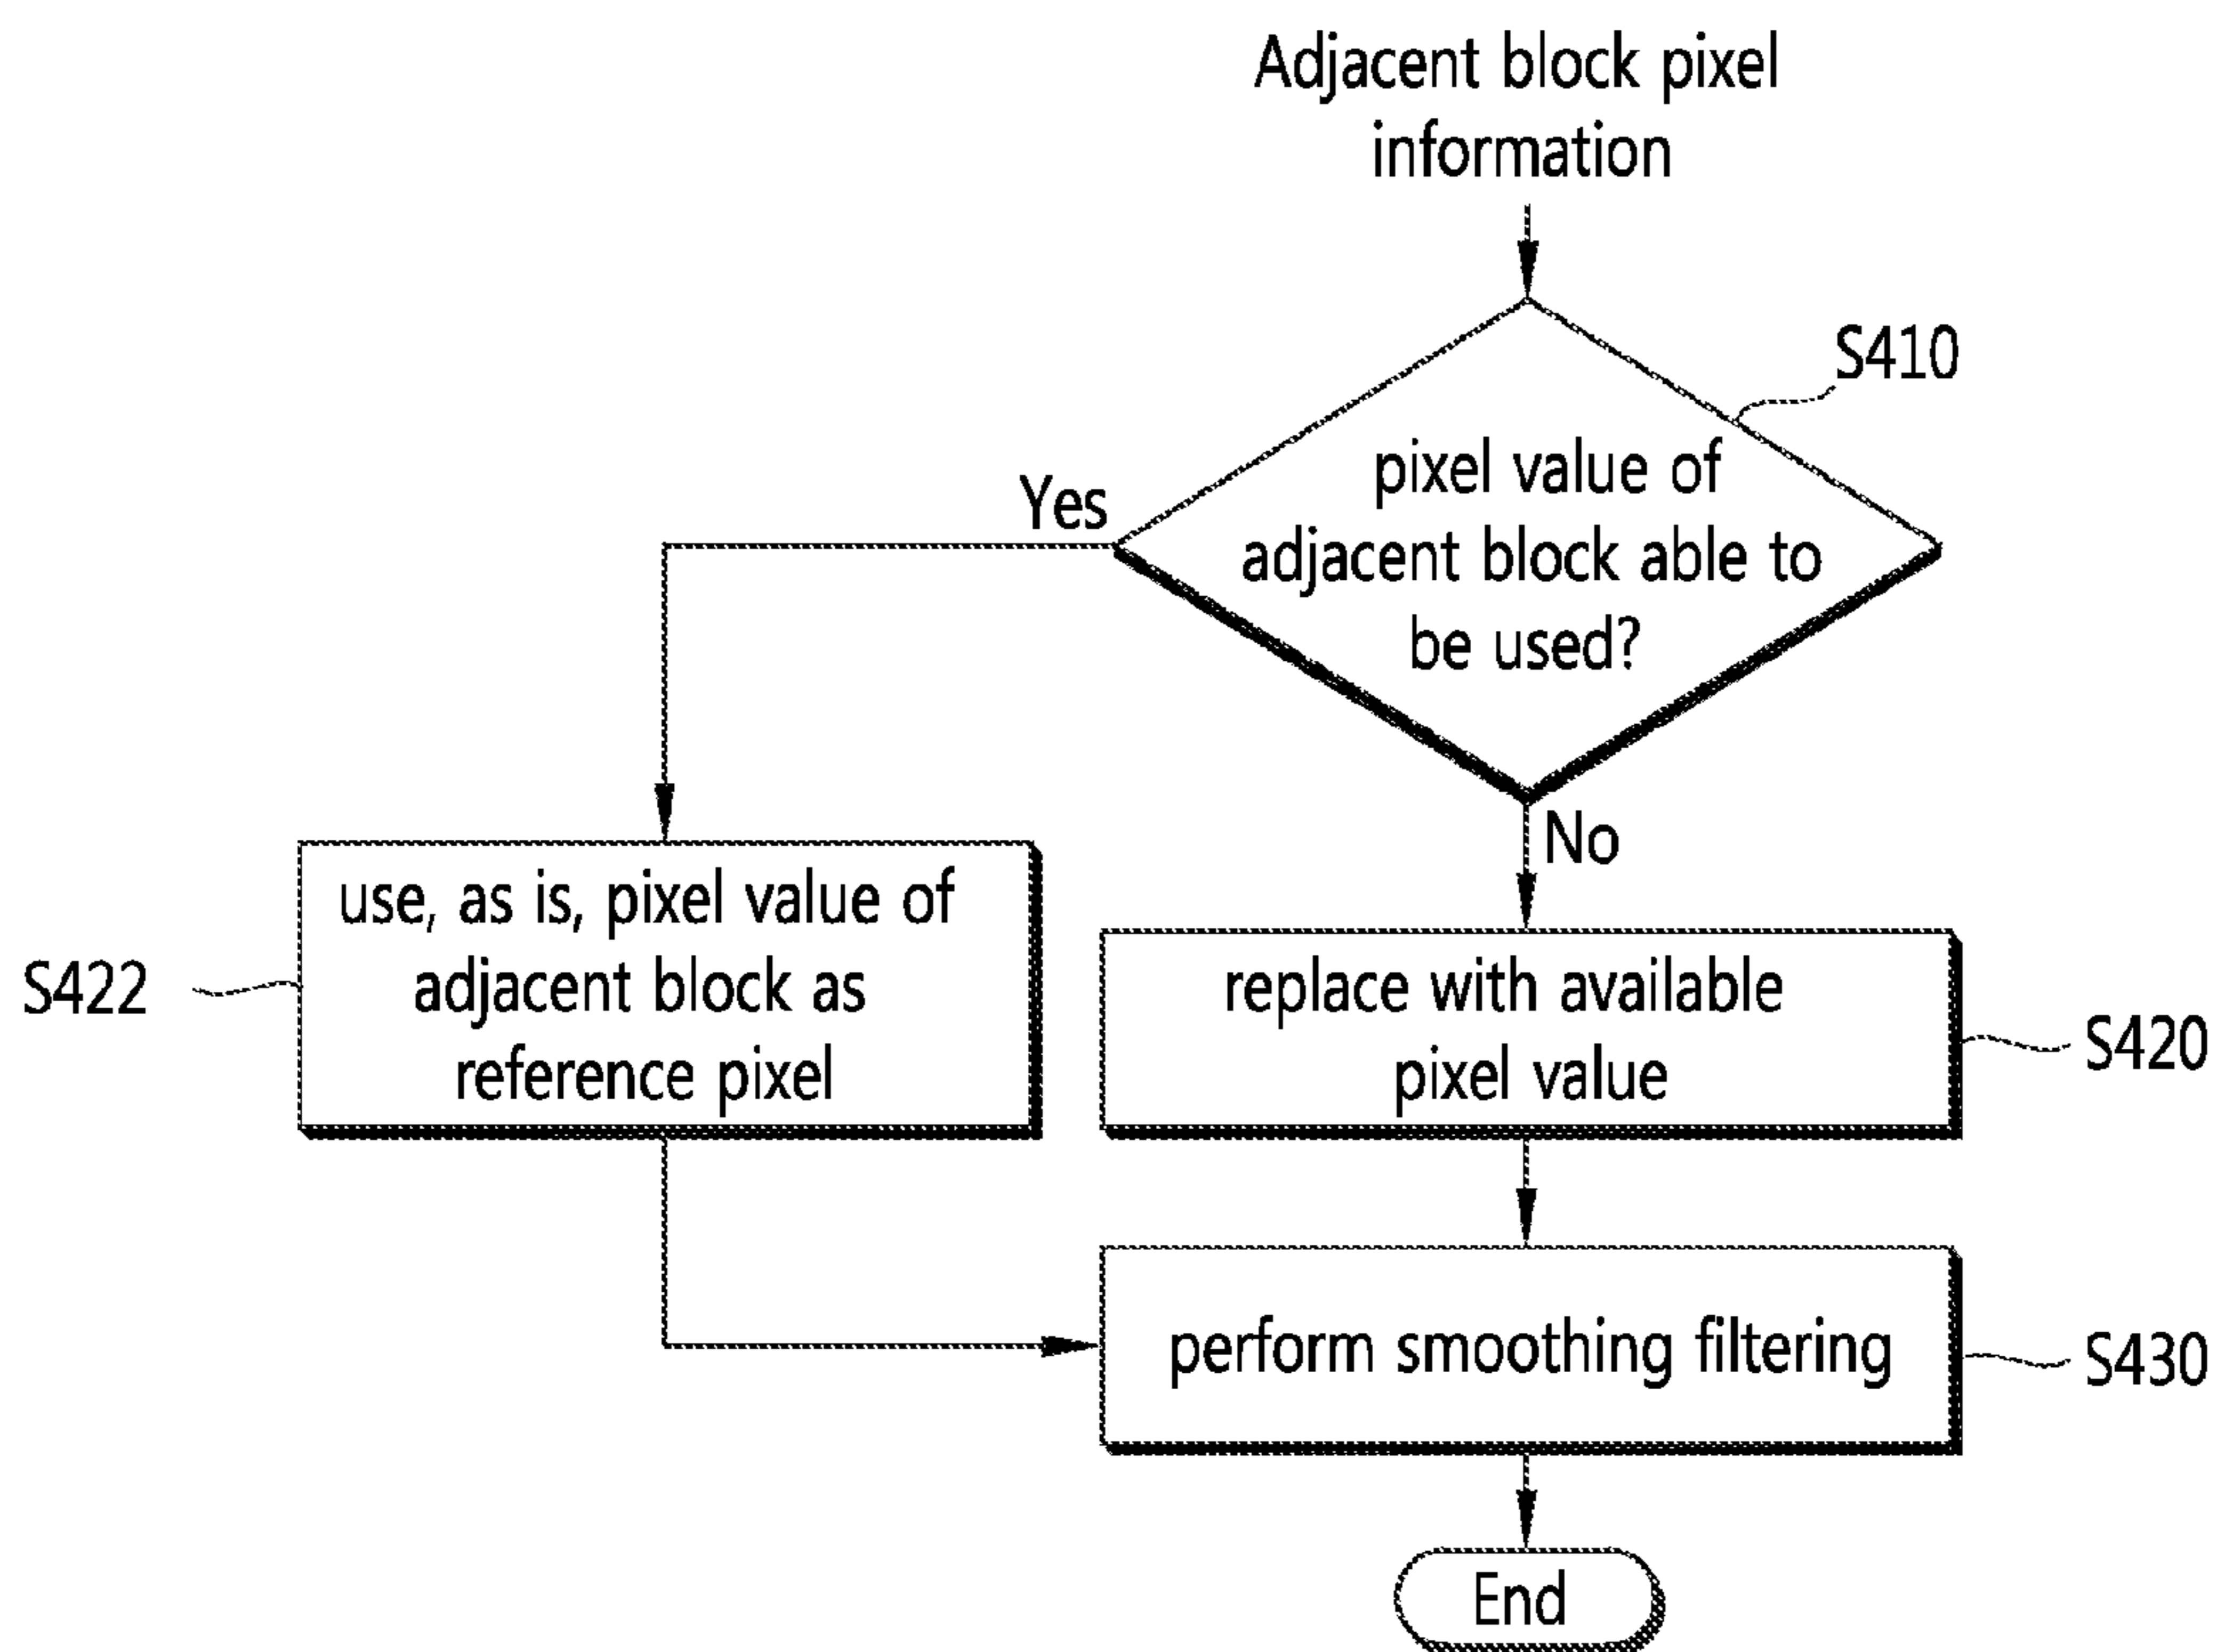 Adjacent block pixel
information
S410
pixel value of
adjacent block able to
be used?
Yes
No
use, as is, pixel value of
adjacent block as
reference pixel
S422
replace with available
pixel value
S420
perform smoothing filtering
S430
End